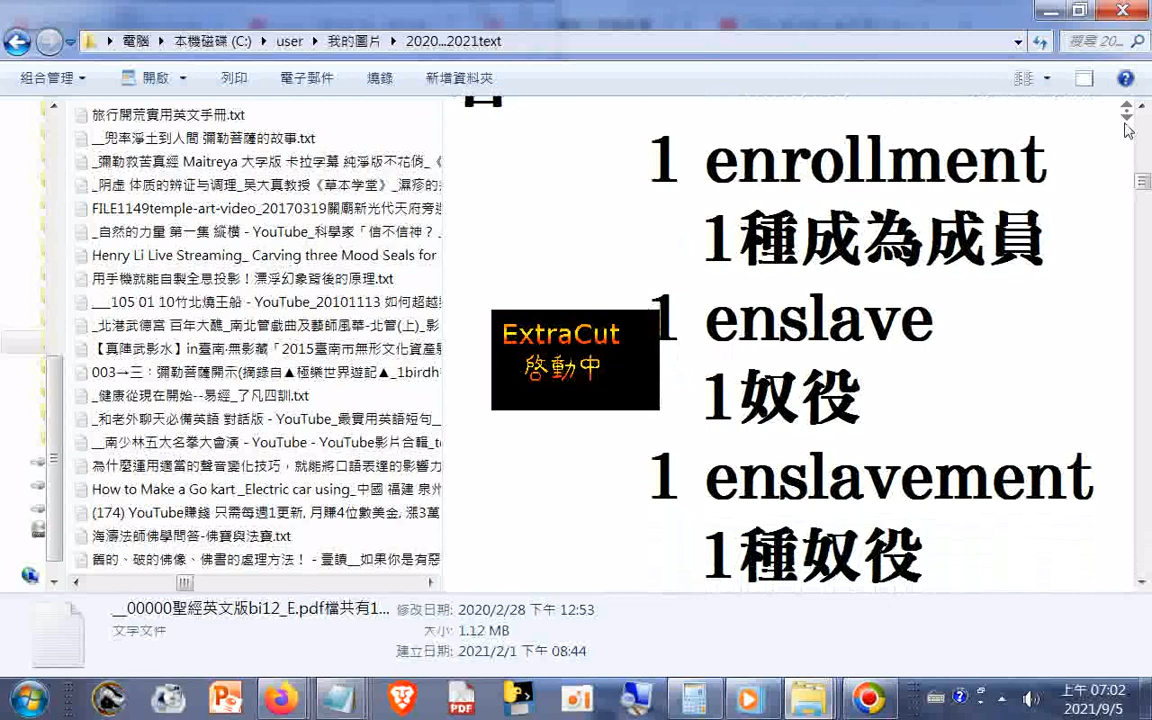 電腦 本機磁碟 (C:) user 我的圖片 2020...2021text
搜尋 20...
組合管理 開啟 列印 電子郵件 燒錄 新增資料夾
旅行開荒實用英文手冊.txt
__兜率淨土到人間 彌勒菩薩的故事.txt
_彌勒救苦真經 Maitreya 大字版 卡拉字幕 純淨版不花俏_《
_阴虚 体质的辨证与调理_吴大真教授《草本学堂》_濕疹的
FILE1149temple-art-video_20170319關廟新光代天府旁
_自然的力量 第一集 縱橫 - YouTube_科學家「信不信神？
Henry Li Live Streaming_ Carving three Mood Seals for
用手機就能自製全息投影！漂浮幻象背後的原理.txt
___105 01 10竹北燒王船 - YouTube_20101113 如何超越
_北港武德宮 百年大醮_南北管戲曲及藝師風華-北管(上)_影
【真陣武影水】in臺南·無影藏「2015臺南市無形文化資產
003→三：彌勒菩薩開示(摘錄自▲極樂世界遊記▲_1birdh
_健康從現在開始--易經_了凡四訓.txt
_和老外聊天必備英語 對話版 - YouTube_最實用英語短句_
__南少林五大名拳大會演 - YouTube - YouTube影片合輯_t
為什麼運用適當的聲音變化技巧，就能將口語表達的影響力
How to Make a Go kart _Electric car using_中國 福建 泉州
(174) YouTube賺錢 只需每週1更新, 月賺4位數美金, 漲3萬
海濤法師佛學問答-佛寶與法寶.txt
舊的、破的佛像、佛書的處理方法！ - 壹讀__如果你是有惡
1 enrollment
1種成為成員
1 enslave
1奴役
1 enslavement
1種奴役
ExtraCut
啓動中
__00000聖經英文版bi12_E.pdf檔共有1... 修改日期: 2020/2/28 下午 12:53
文字文件 大小: 1.12 MB
建立日期: 2021/2/1 下午 08:44
PDF
上午 07:02
2021/9/5